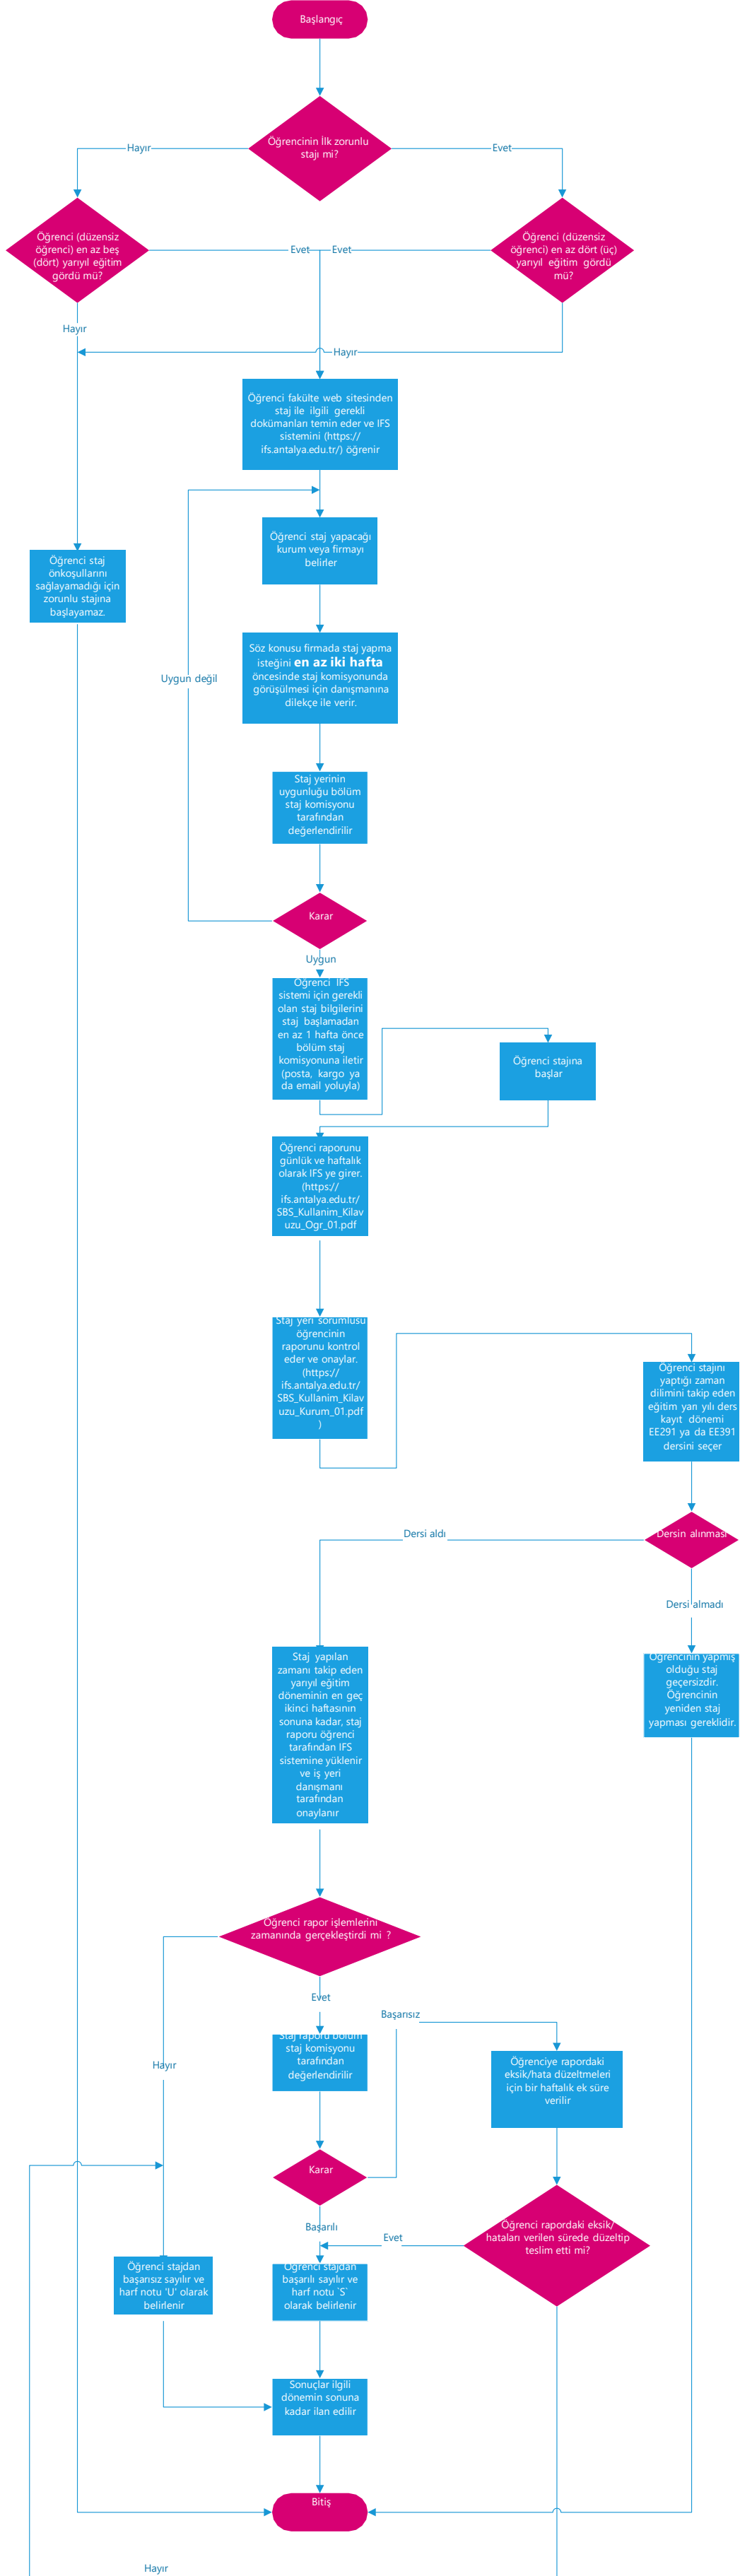 Başlangıç
Öğrencinin İlk zorunlu
stajı mi?
Hayır
Evet
Öğrenci (düzensiz
öğrenci) en az beş
(dört) yarıyıl eğitim
gördü mü?
Evet
Evet
Öğrenci (düzensiz
öğrenci) en az dört (üç)
yarıyıl eğitim gördü
mü?
Hayır
Hayır
Öğrenci fakülte web sitesinden
staj ile ilgili gerekli
dokümanları temin eder ve IFS
sistemini (https://
ifs.antalya.edu.tr/) öğrenir
Öğrenci staj yapacağı
kurum veya firmayı
belirler
Öğrenci staj
önkoşullarını
sağlayamadığı için
zorunlu stajına
başlayamaz.
Söz konusu firmada staj yapma
isteğini en az iki hafta
öncesinde staj komisyonunda
görüşülmesi için danışmanına
dilekçe ile verir.
Uygun değil
Staj yerinin
uygunluğu bölüm
staj komisyonu
tarafından
değerlendirilir
Karar
Uygun
Öğrenci IFS
sistemi için gerekli
olan staj bilgilerini
staj başlamadan
en az 1 hafta önce
bölüm staj
komisyonuna iletir
(posta, kargo ya
da email yoluyla)
Öğrenci stajına
başlar
Öğrenci raporunu
günlük ve haftalık
olarak IFS ye girer.
(https://
ifs.antalya.edu.tr/
SBS_Kullanim_Kilav
uzu_Ogr_01.pdf
Staj yeri sorumlusu
öğrencinin
raporunu kontrol
eder ve onaylar.
(https://
ifs.antalya.edu.tr/
SBS_Kullanim_Kilav
uzu_Kurum_01.pdf
)
Öğrenci stajını
yaptığı zaman
dilimini takip eden
eğitim yarı yılı ders
kayıt dönemi
EE291 ya da EE391
dersini seçer
Dersin alınması
Dersi aldı
Dersi almadı
Staj yapılan
zamanı takip eden
yarıyıl eğitim
döneminin en geç
ikinci haftasının
sonuna kadar, staj
raporu öğrenci
tarafından IFS
sistemine yüklenir
ve iş yeri
danışmanı
tarafından
onaylanır
Öğrencinin yapmış
olduğu staj
geçersizdir.
Öğrencinin
yeniden staj
yapması gereklidir.
Öğrenci rapor işlemlerini
zamanında gerçekleştirdi mi ?
Evet
Başarısız
Hayır
Staj raporu bölüm
staj komisyonu
tarafından
değerlendirilir
Öğrenciye rapordaki
eksik/hata düzeltmeleri
için bir haftalık ek süre
verilir
Karar
Başarılı
Evet
Öğrenci rapordaki eksik/
hataları verilen sürede düzeltip
teslim etti mi?
Öğrenci stajdan
başarısız sayılır ve
harf notu 'U' olarak
belirlenir
Öğrenci stajdan
başarılı sayılır ve
harf notu `S`
olarak belirlenir
Sonuçlar ilgili
dönemin sonuna
kadar ilan edilir
Bitiş
Hayır